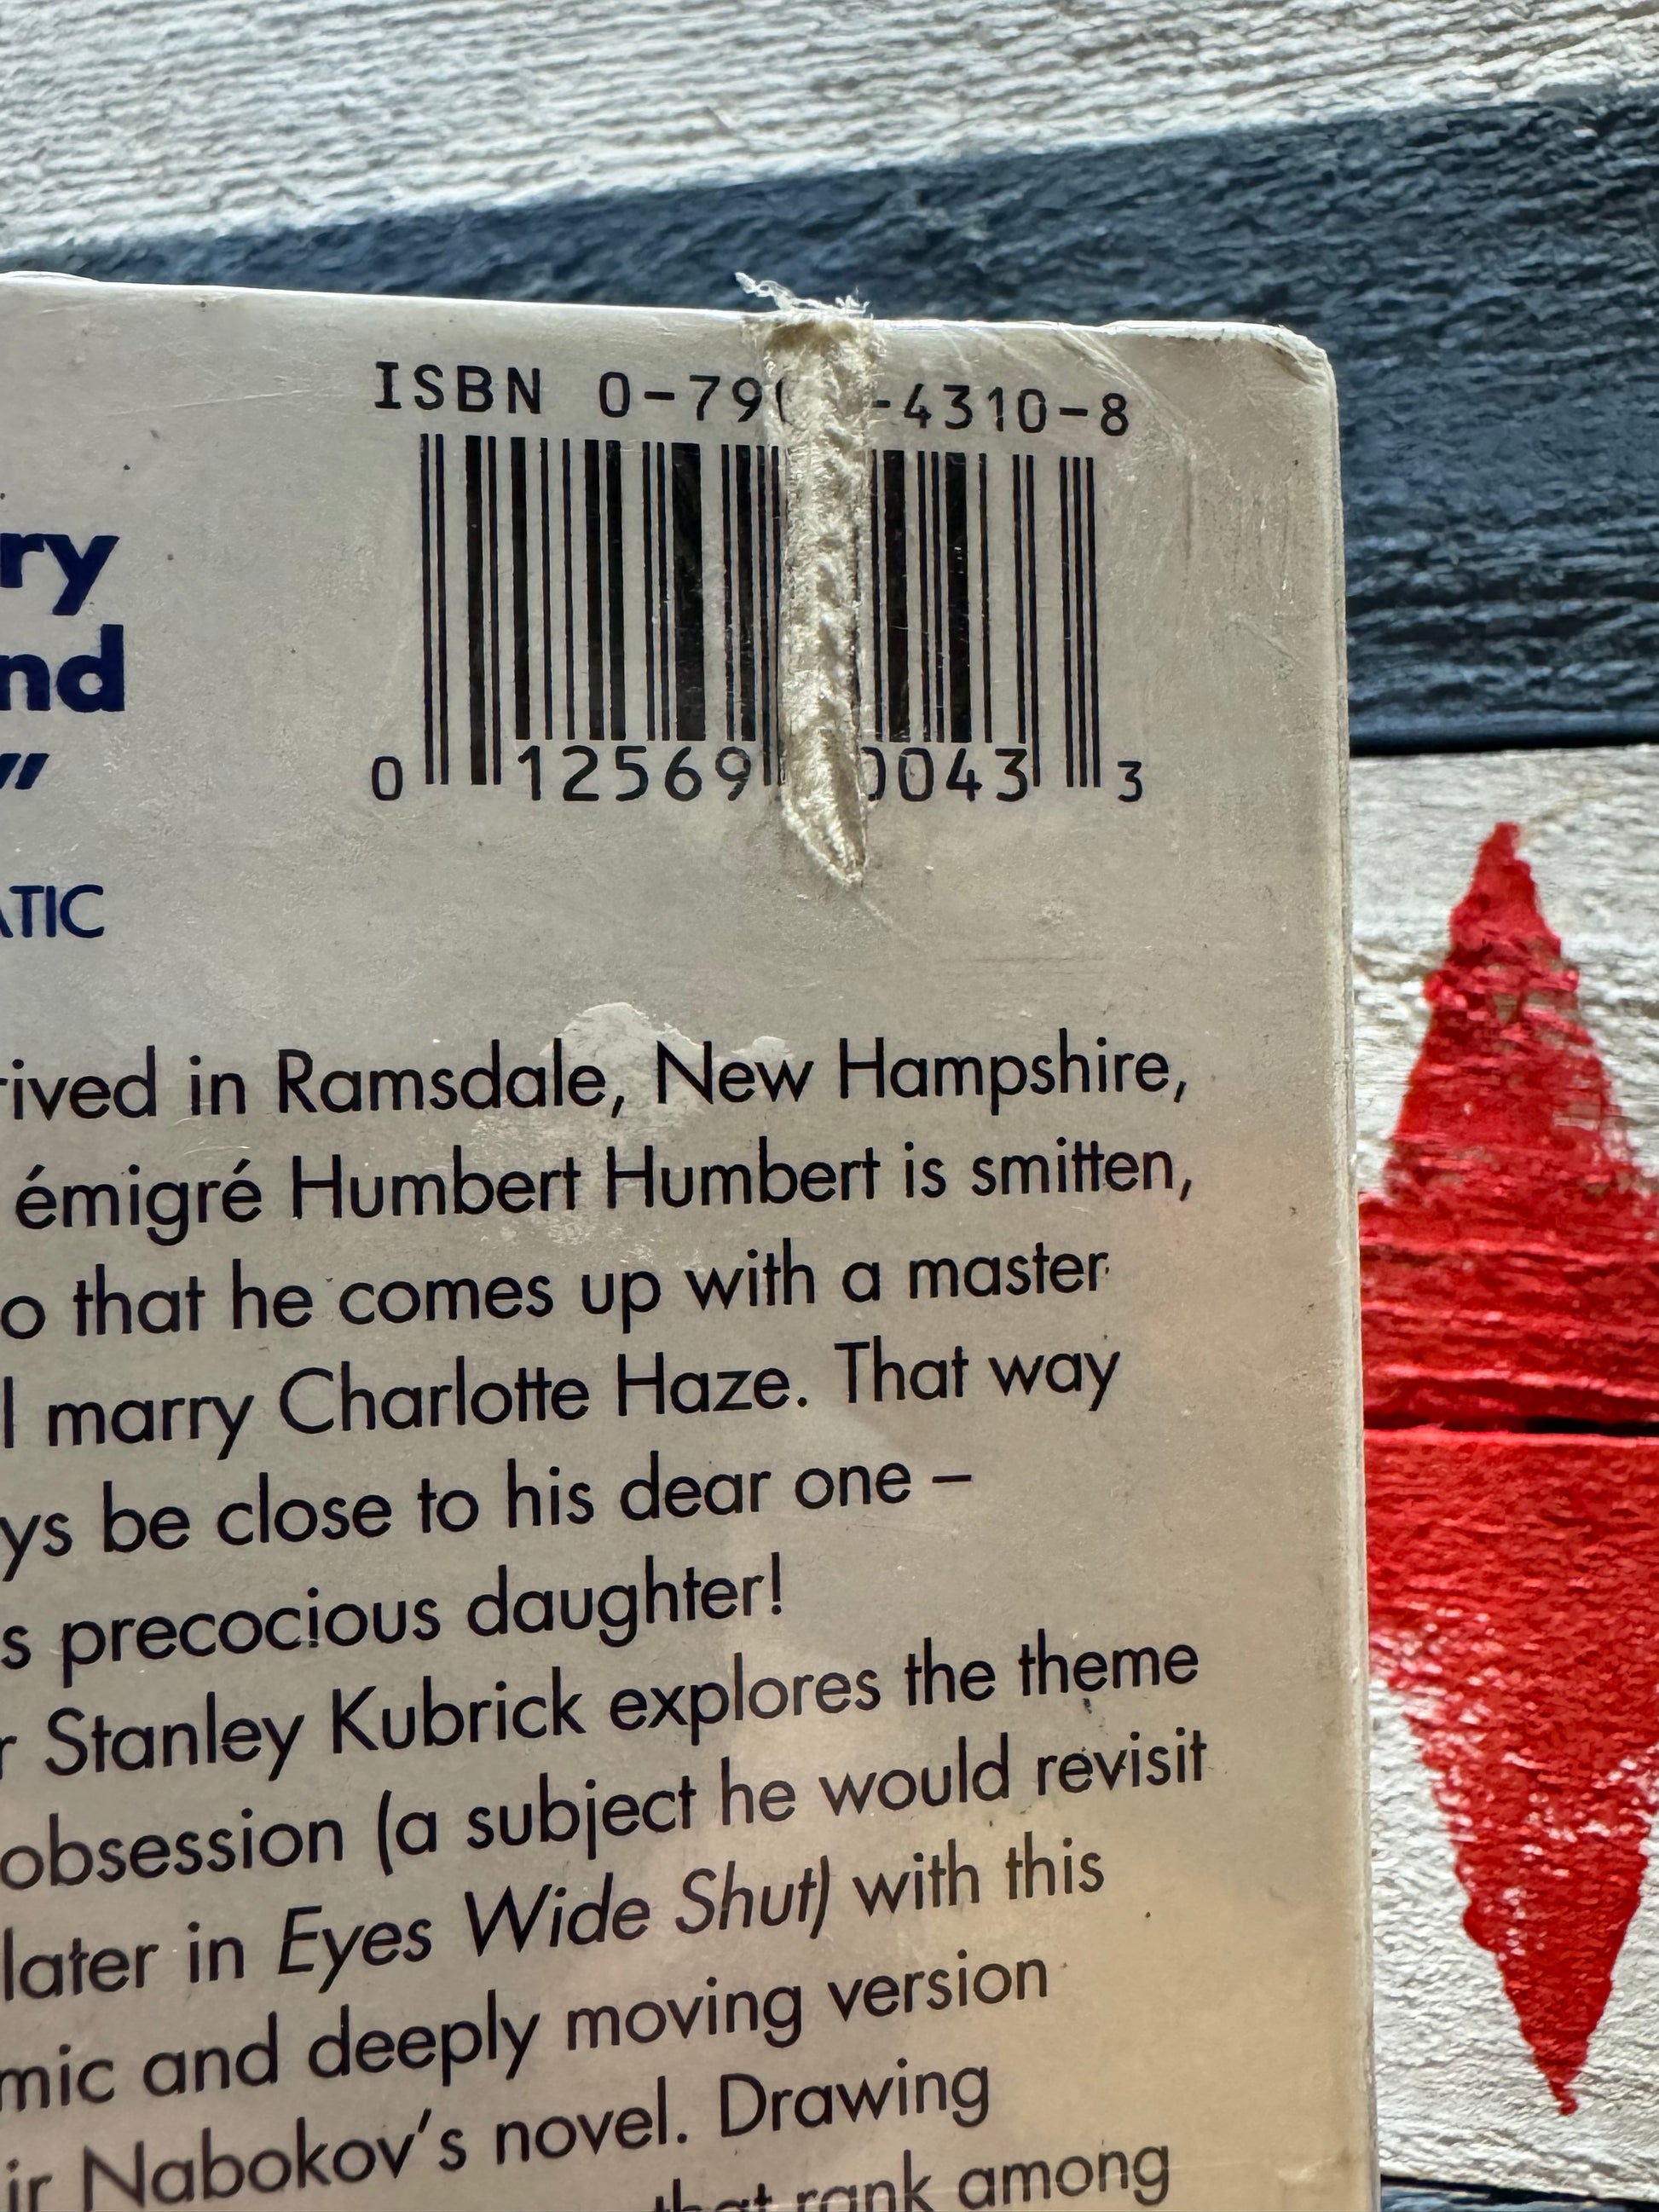 ISBN 0-79 -4310-8
0 12569 0043 3
ry
nd
”
ATIC
rived in Ramsdale, New Hampshire,
émigré Humbert Humbert is smitten,
o that he comes up with a master
l marry Charlotte Haze. That way
ys be close to his dear one –
s precocious daughter!
r Stanley Kubrick explores the theme
obsession (a subject he would revisit
later in Eyes Wide Shut) with this
mic and deeply moving version
ir Nabokov’s novel. Drawing
that rank among